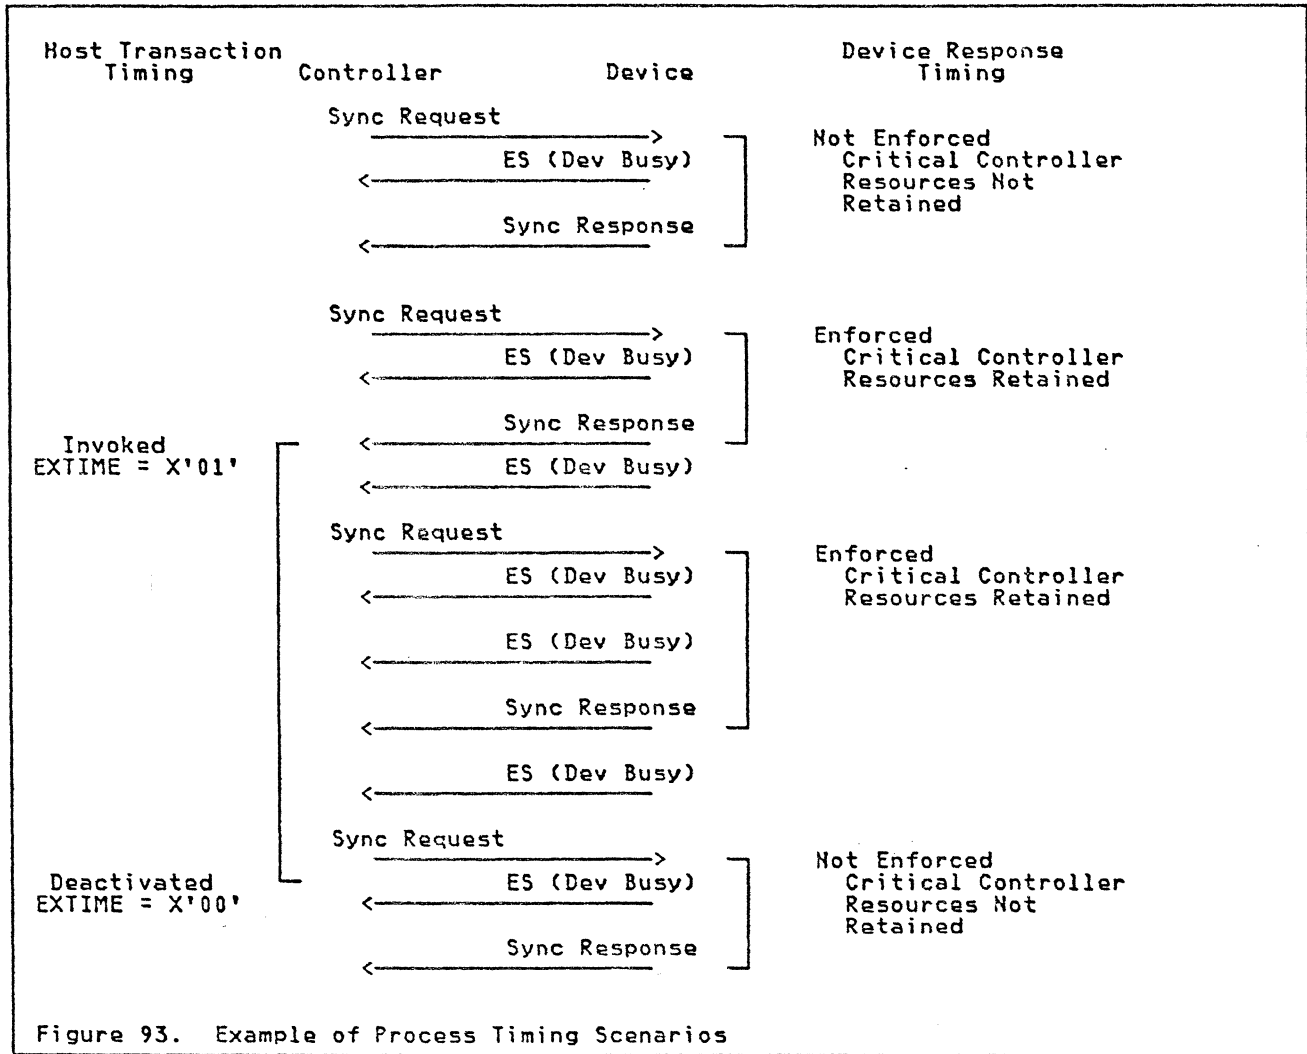 Host Transaction Timing
Controller
Device
Device Response Timing
Sync Request
ES (Dev Busy)
Sync Response
Not Enforced
Critical Controller
Resources Not
Retained
Sync Request
ES (Dev Busy)
Sync Response
Enforced
Critical Controller
Resources Retained
Invoked
EXTIME = X'01'
ES (Dev Busy)
Sync Request
ES (Dev Busy)
ES (Dev Busy)
Sync Response
Enforced
Critical Controller
Resources Retained
ES (Dev Busy)
Sync Request
Deactivated
EXTIME = X'00'
ES (Dev Busy)
Sync Response
Not Enforced
Critical Controller
Resources Not
Retained
Figure 93. Example of Process Timing Scenarios